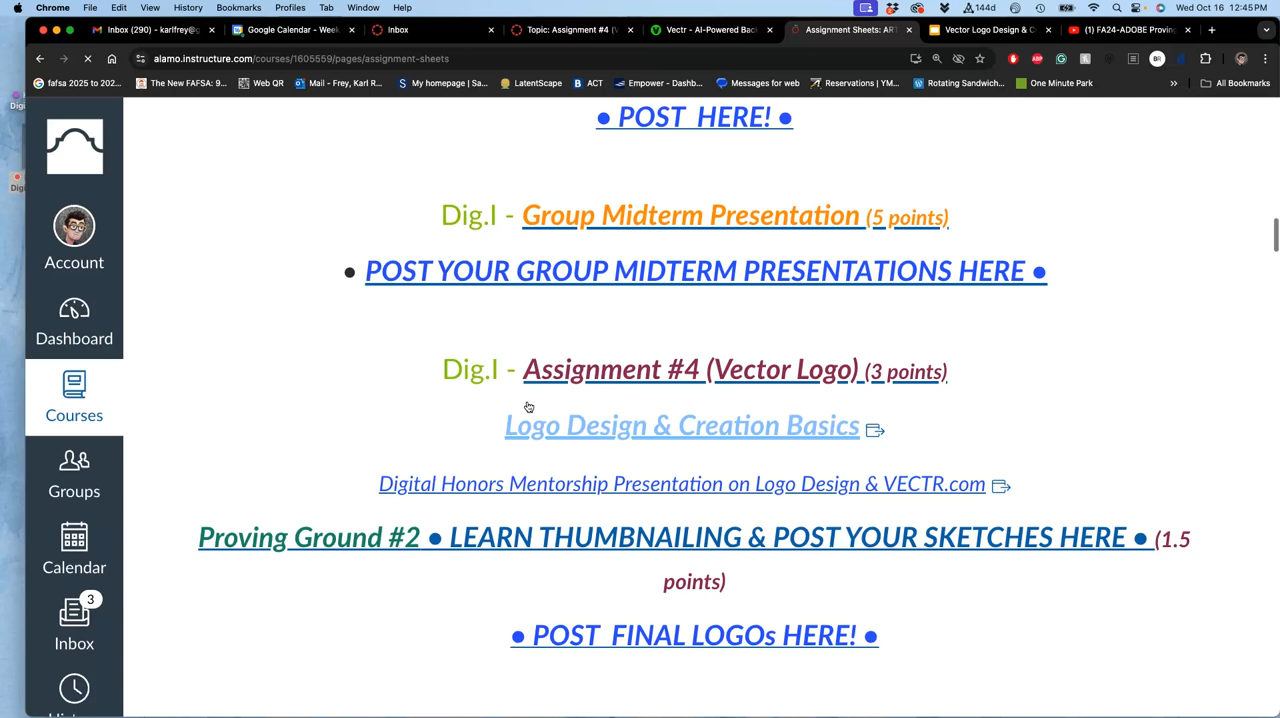 Chrome File Edit View History Bookmarks Profiles Tab Window Help 144d Wed Oct 16 12:45 PM
Inbox (290) - karlfrey@g Google Calendar - Week Inbox Topic: Assignment #4 (V Vectr - AI-Powered Back Assignment Sheets: ART Vector Logo Design & C (1) FA24-ADOBE Proving
alamo.instructure.com/courses/1605559/pages/assignment-sheets
fafsa 2025 to 202... The New FAFSA: 9... Web QR Mail - Frey, Karl R... My homepage | Sa... LatentScape ACT Empower - Dashb... Messages for web Reservations | YM... Rotating Sandwich... One Minute Park » All Bookmarks
● POST HERE! ●
Dig.I - Group Midterm Presentation (5 points)
• POST YOUR GROUP MIDTERM PRESENTATIONS HERE ●
Dig.I - Assignment #4 (Vector Logo) (3 points)
Logo Design & Creation Basics
Digital Honors Mentorship Presentation on Logo Design & VECTR.com
Proving Ground #2 ● LEARN THUMBNAILING & POST YOUR SKETCHES HERE ● (1.5
points)
● POST FINAL LOGOs HERE! ●
Account
Dashboard
Courses
Groups
Calendar
3
Inbox